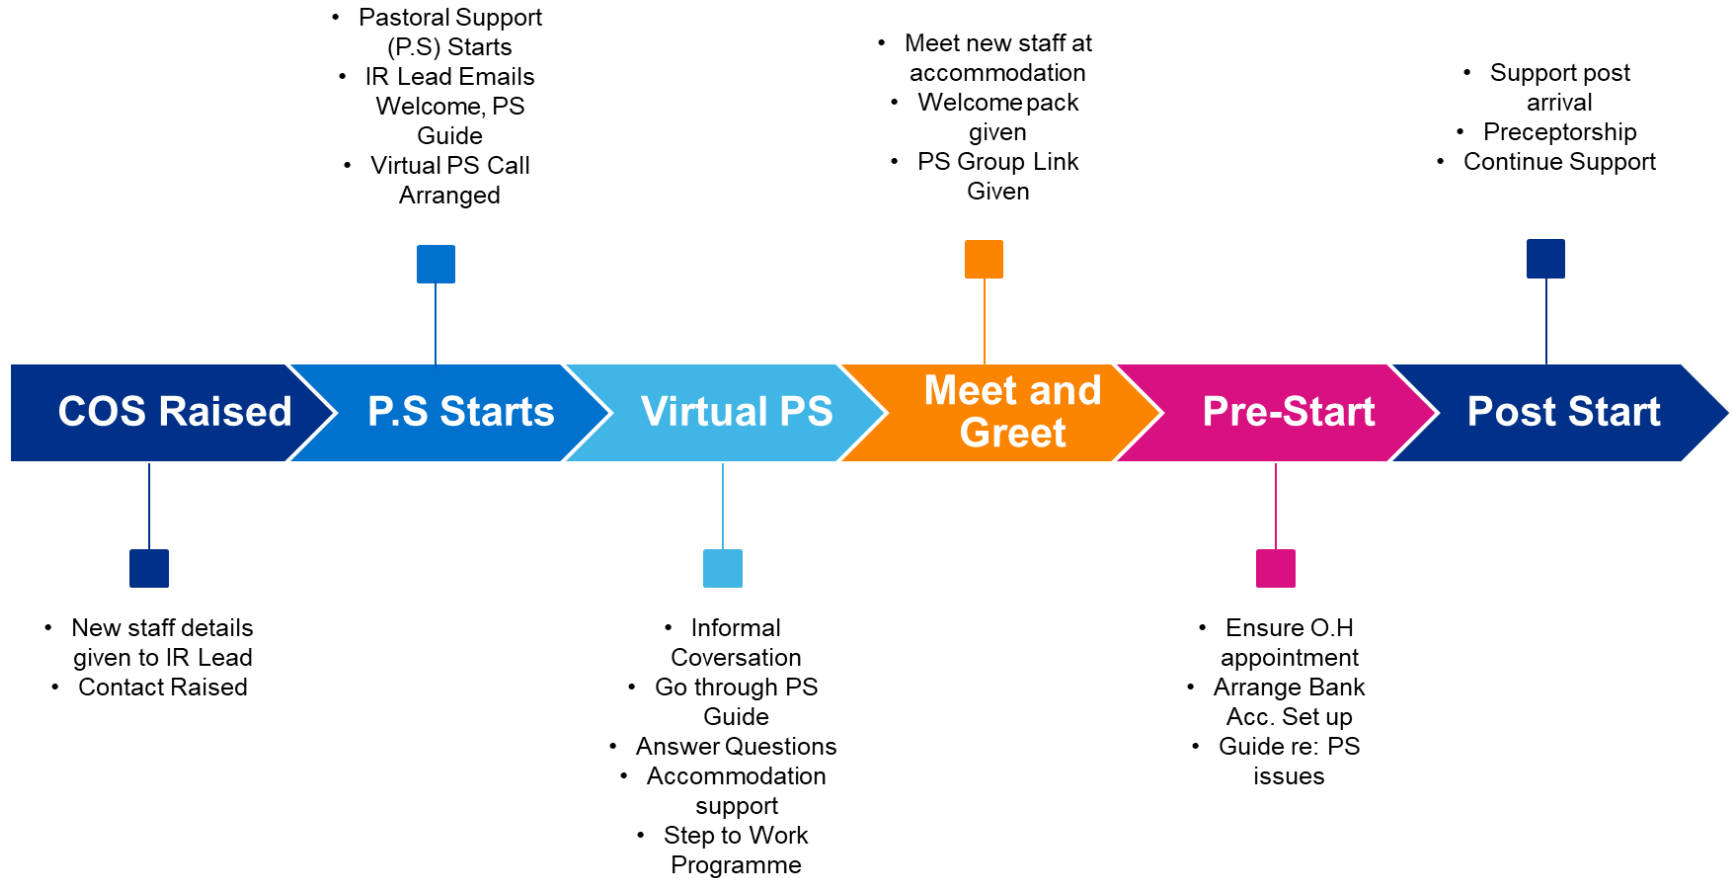 • Pastoral Support
(P.S) Starts
• IR Lead Emails
Welcome, PS
Guide
• Virtual PS Call
Arranged
• Meet new staff at
accommodation
• Welcome pack
given
• PS Group Link
Given
• Support post
arrival
• Preceptorship
• Continue Support
COS Raised
P.S Starts
Virtual PS
Meet and
Greet
Pre-Start
Post Start
• New staff details
given to IR Lead
• Contact Raised
• Informal
Coversation
• Go through PS
Guide
• Answer Questions
• Accommodation
support
• Step to Work
Programme
• Ensure O.H
appointment
• Arrange Bank
Acc. Set up
• Guide re: PS
issues